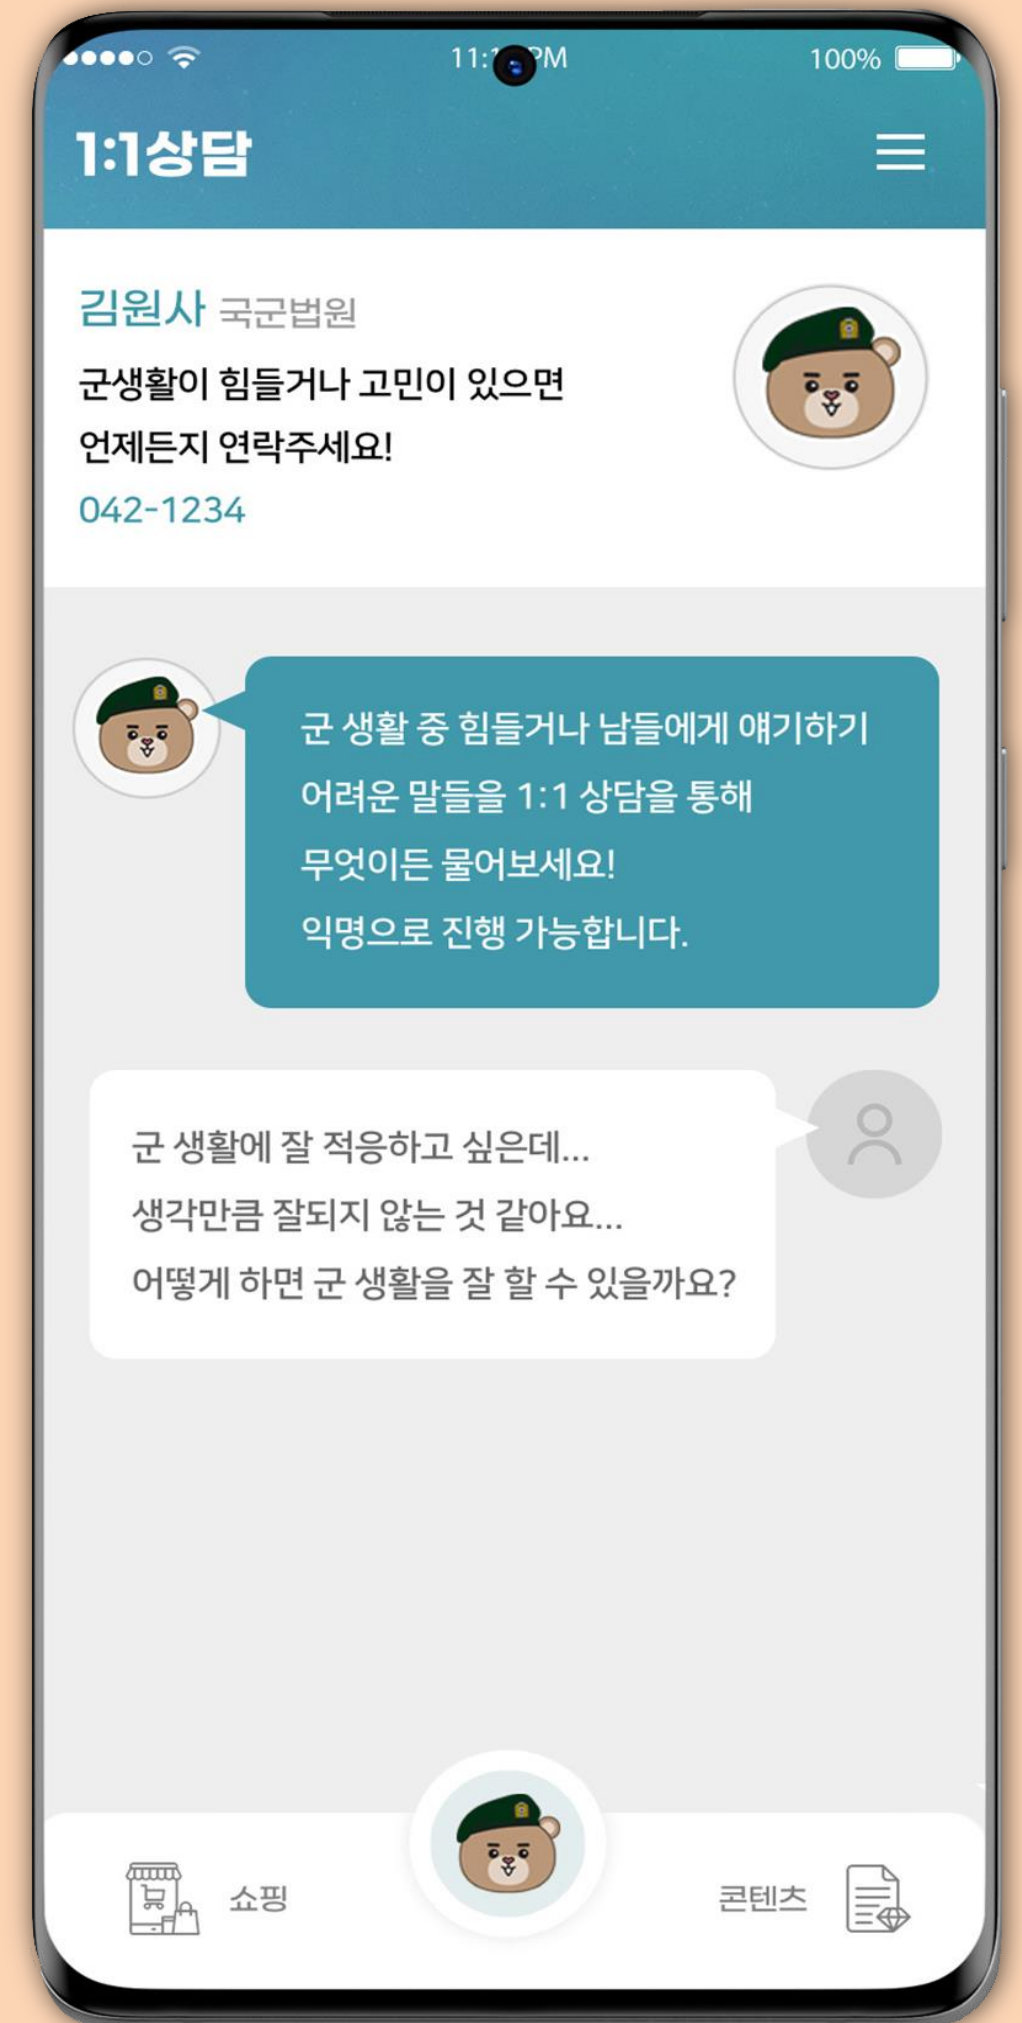 PM
100%
1:1상담
김원사 국군법원
군생활이 힘들거나 고민이 있으면
언제든지 연락주세요!
042-1234
군 생활 중 힘들거나 남들에게 얘기하기
어려운 말들을 1:1 상담을 통해
무엇이든 물어보세요!
익명으로 진행 가능합니다.
군 생활에 잘 적응하고 싶은데...
생각만큼 잘되지 않는 것 같아요...
어떻게 하면 군 생활을 잘 할 수 있을까요?
쇼핑
콘텐츠